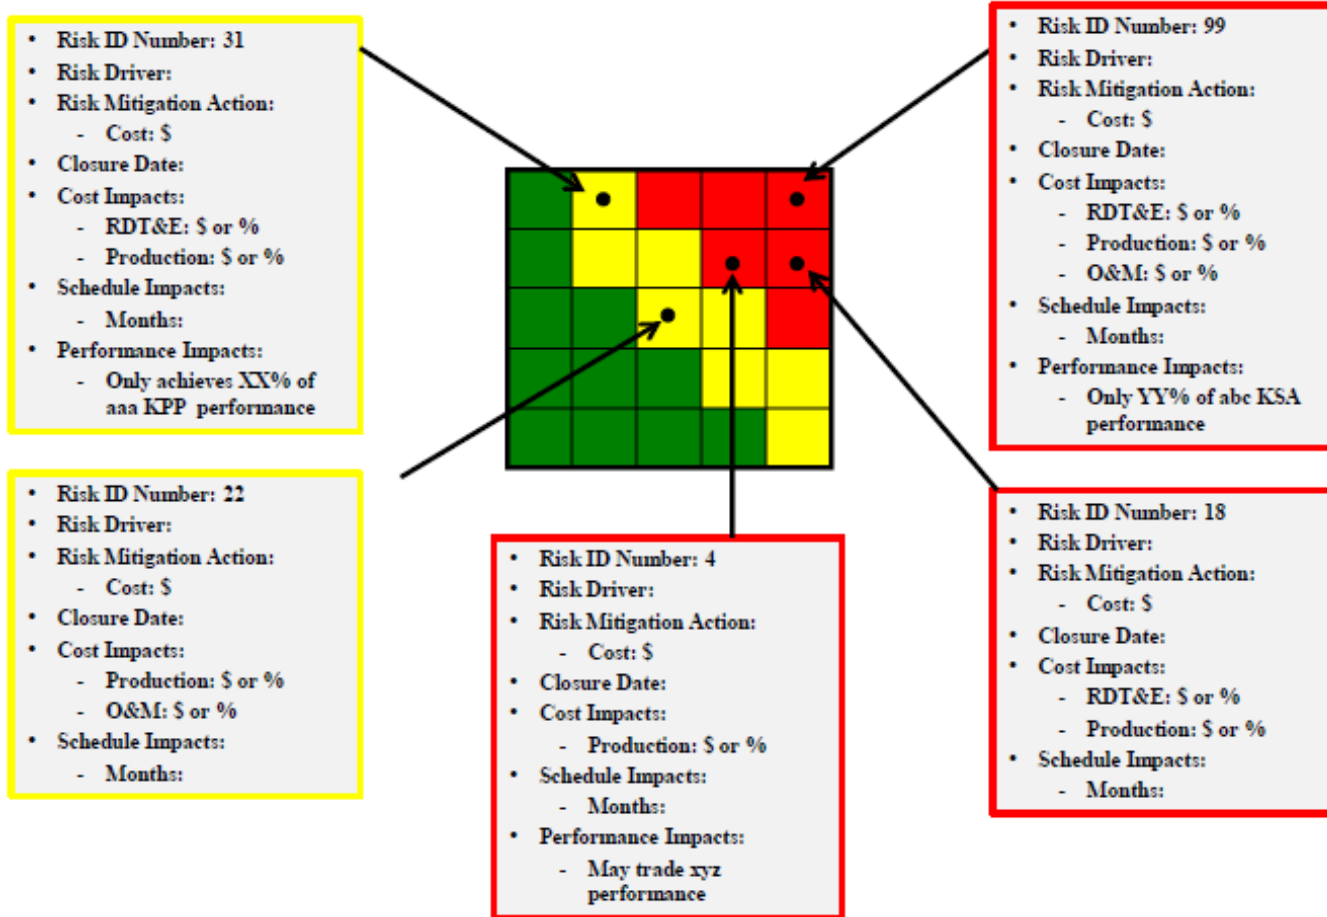 • Risk ID Number: 31
• Risk Driver:
• Risk Mitigation Action:
- Cost: $
• Closure Date:
• Cost Impacts:
- RDT&E: $ or %
- Production: $ or %
• Schedule Impacts:
- Months:
• Performance Impacts:
- Only achieves XX% of
aaa KPP performance
• Risk ID Number: 99
• Risk Driver:
• Risk Mitigation Action:
- Cost: $
• Closure Date:
• Cost Impacts:
- RDT&E: $ or %
- Production: $ or %
- O&M: $ or %
• Schedule Impacts:
- Months:
• Performance Impacts:
- Only YY% of abc KSA
performance
• Risk ID Number: 22
• Risk Driver:
• Risk Mitigation Action:
- Cost: $
• Closure Date:
• Cost Impacts:
- Production: $ or %
- O&M: $ or %
• Schedule Impacts:
- Months:
• Risk ID Number: 4
• Risk Driver:
• Risk Mitigation Action:
- Cost: $
• Closure Date:
• Cost Impacts:
- Production: $ or %
• Schedule Impacts:
- Months:
• Performance Impacts:
- May trade xyz
performance
• Risk ID Number: 18
• Risk Driver:
• Risk Mitigation Action:
- Cost: $
• Closure Date:
• Cost Impacts:
- RDT&E: $ or %
- Production: $ or %
• Schedule Impacts:
- Months: